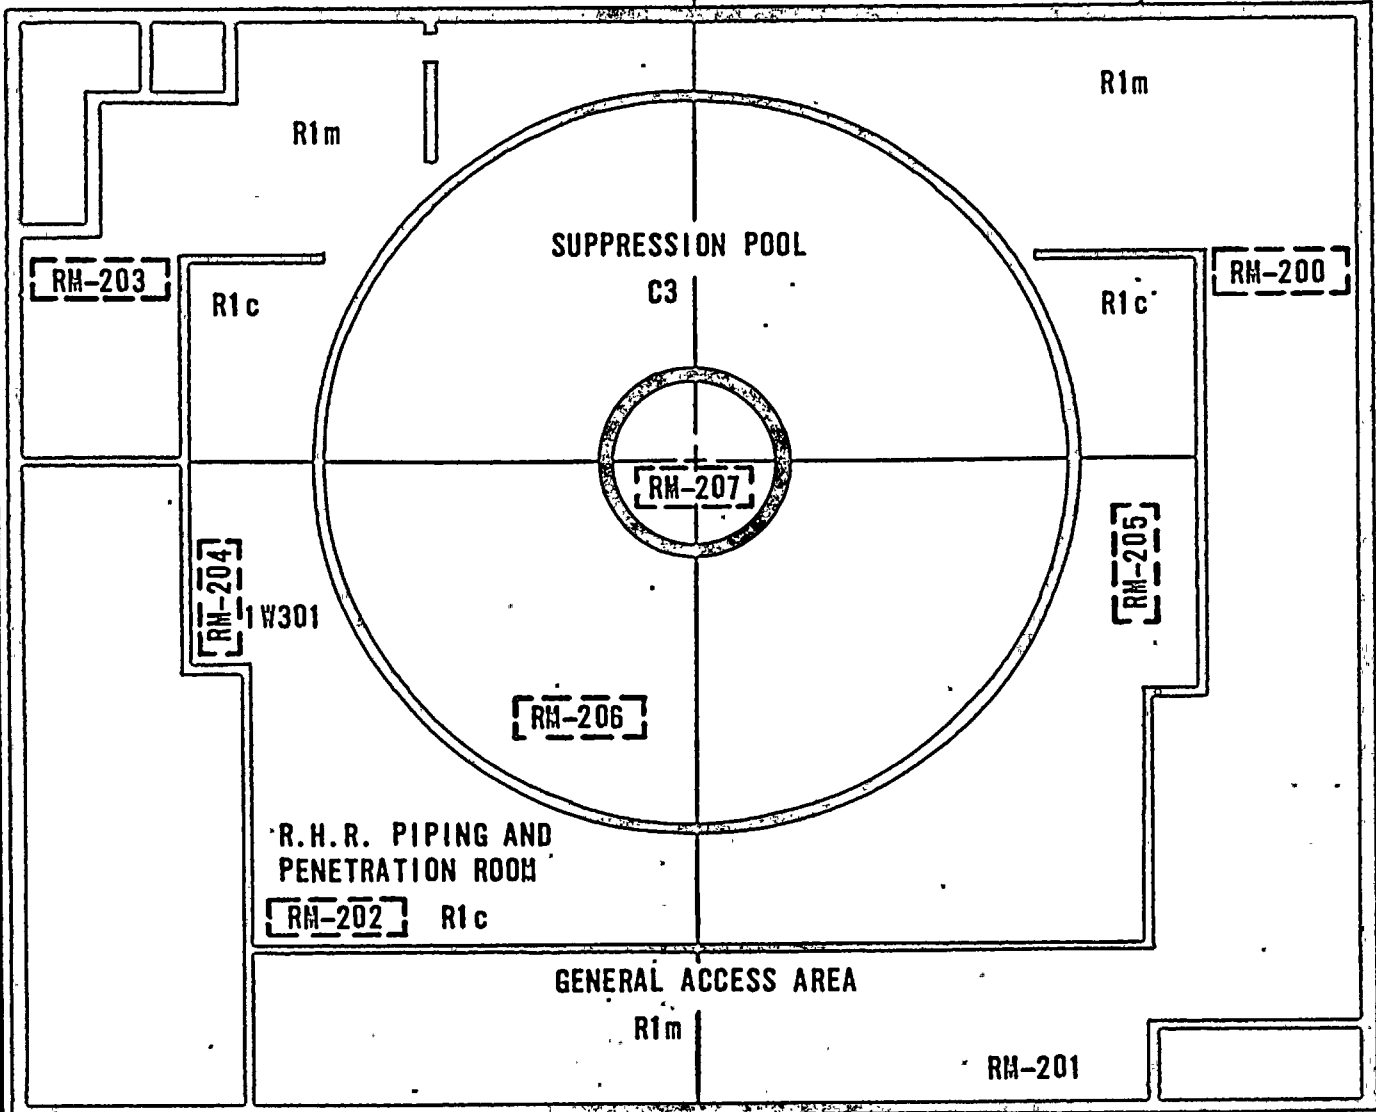 R1m
R1m
SUPPRESSION POOL
C3
RM-203
R1c
R1c
RM-200
RM-207
RM-204
1W301
RM-205
RM-206
R.H.R. PIPING AND
PENETRATION ROOM
RM-202
R1c
GENERAL ACCESS AREA
R1m
RM-201